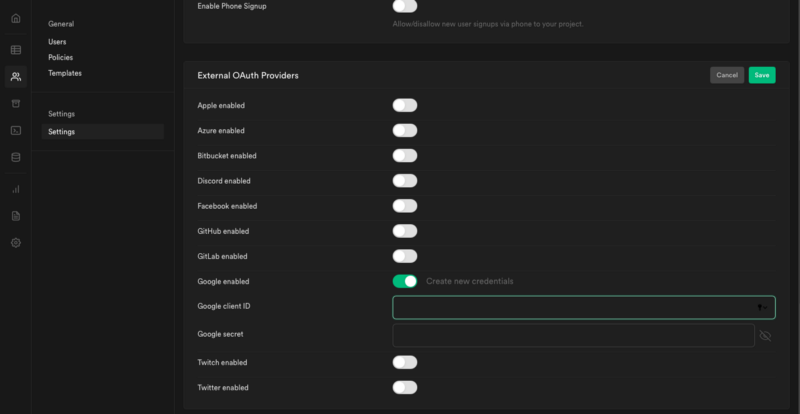 Enable Phone Signup
Allow/disallow new user signups via phone to your project.
General
Users
Policies
Templates
Settings
Settings
External OAuth Providers
Cancel
Save
Apple enabled
Azure enabled
Bitbucket enabled
Discord enabled
Facebook enabled
GitHub enabled
GitLab enabled
Google enabled
Create new credentials
Google client ID
Google secret
Twitch enabled
Twitter enabled